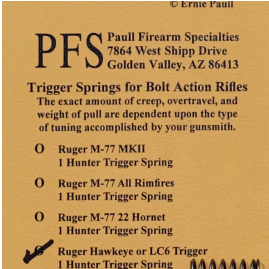 © Ernie Paull
PFS
Paull Firearm Specialties
7864 West Shipp Drive
Golden Valley, AZ 86413
Trigger Springs for Bolt Action Rifles
The exact amount of creep, overtravel, and
weight of pull are dependent upon the type
of tuning accomplished by your gunsmith.
O Ruger M-77 MKII
1 Hunter Trigger Spring
O Ruger M-77 All Rimfires
1 Hunter Trigger Spring
O Ruger M-77 22 Hornet
1 Hunter Trigger Spring
Ruger Hawkeye or LC6 Trigger
1 Hunter Trigger Spring